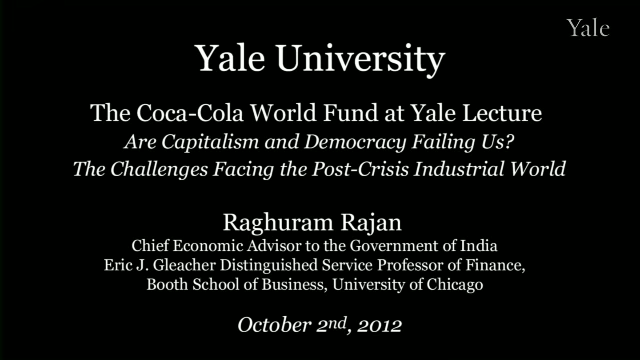 Yale
Yale University
The Coca-Cola World Fund at Yale Lecture
Are Capitalism and Democracy Failing Us?
The Challenges Facing the Post-Crisis Industrial World
Raghuram Rajan
Chief Economic Advisor to the Government of India
Eric J. Gleacher Distinguished Service Professor of Finance,
Booth School of Business, University of Chicago
October 2nd, 2012